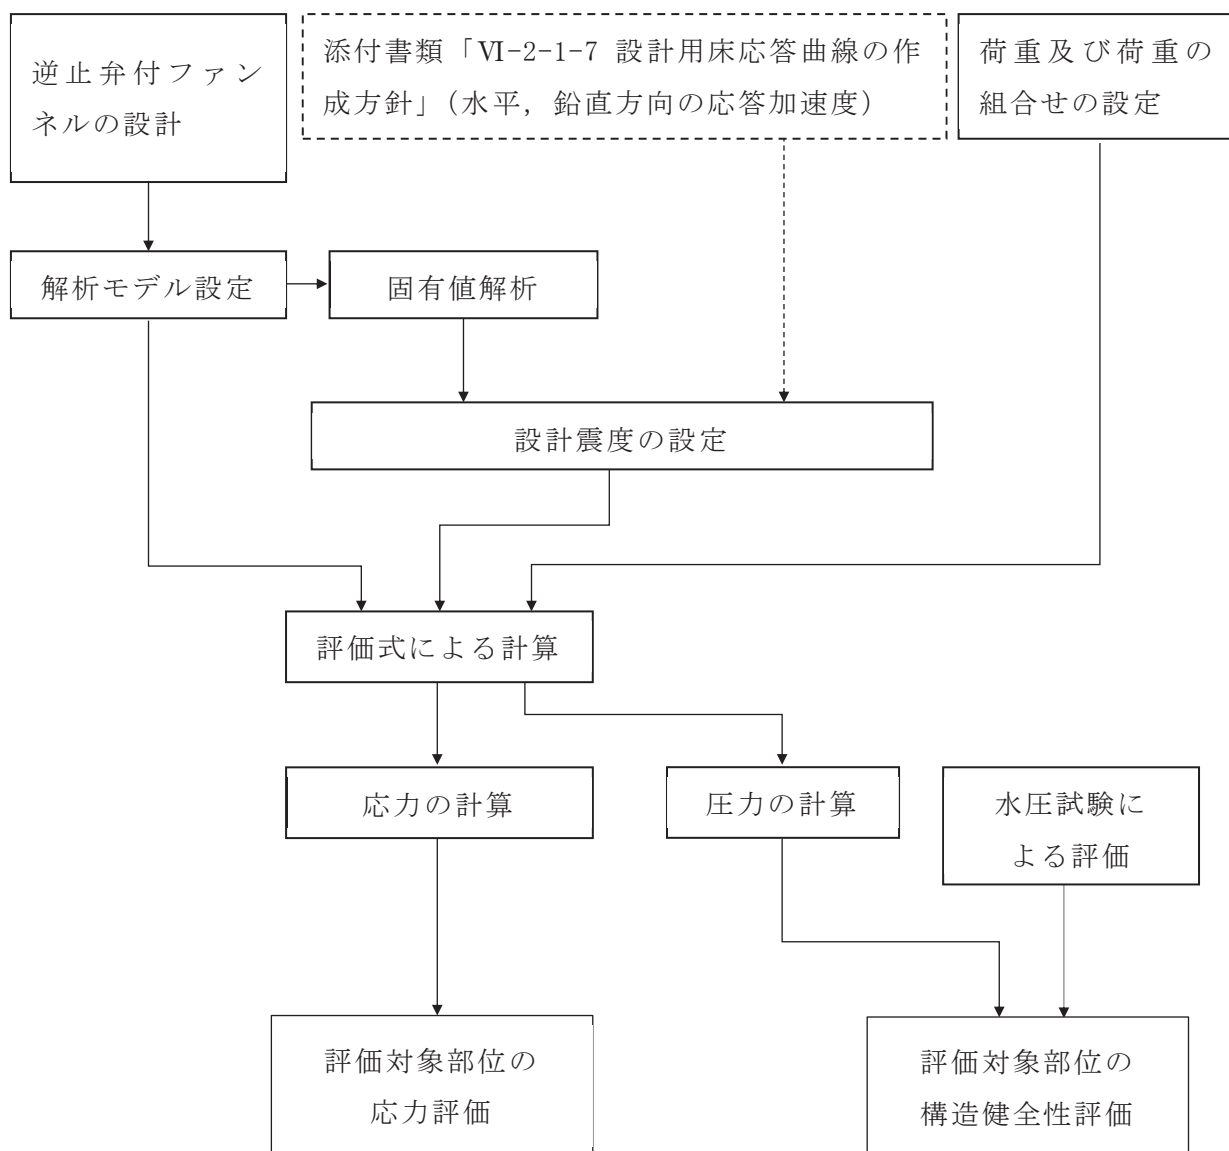 逆止弁付ファン
ネルの設計
添付書類「Ⅵ-2-1-7 設計用床応答曲線の作
成方針」（水平，鉛直方向の応答加速度）
荷重及び荷重の
組合せの設定
解析モデル設定
固有値解析
設計震度の設定
評価式による計算
応力の計算
圧力の計算
水圧試験に
よる評価
評価対象部位の
応力評価
評価対象部位の
構造健全性評価